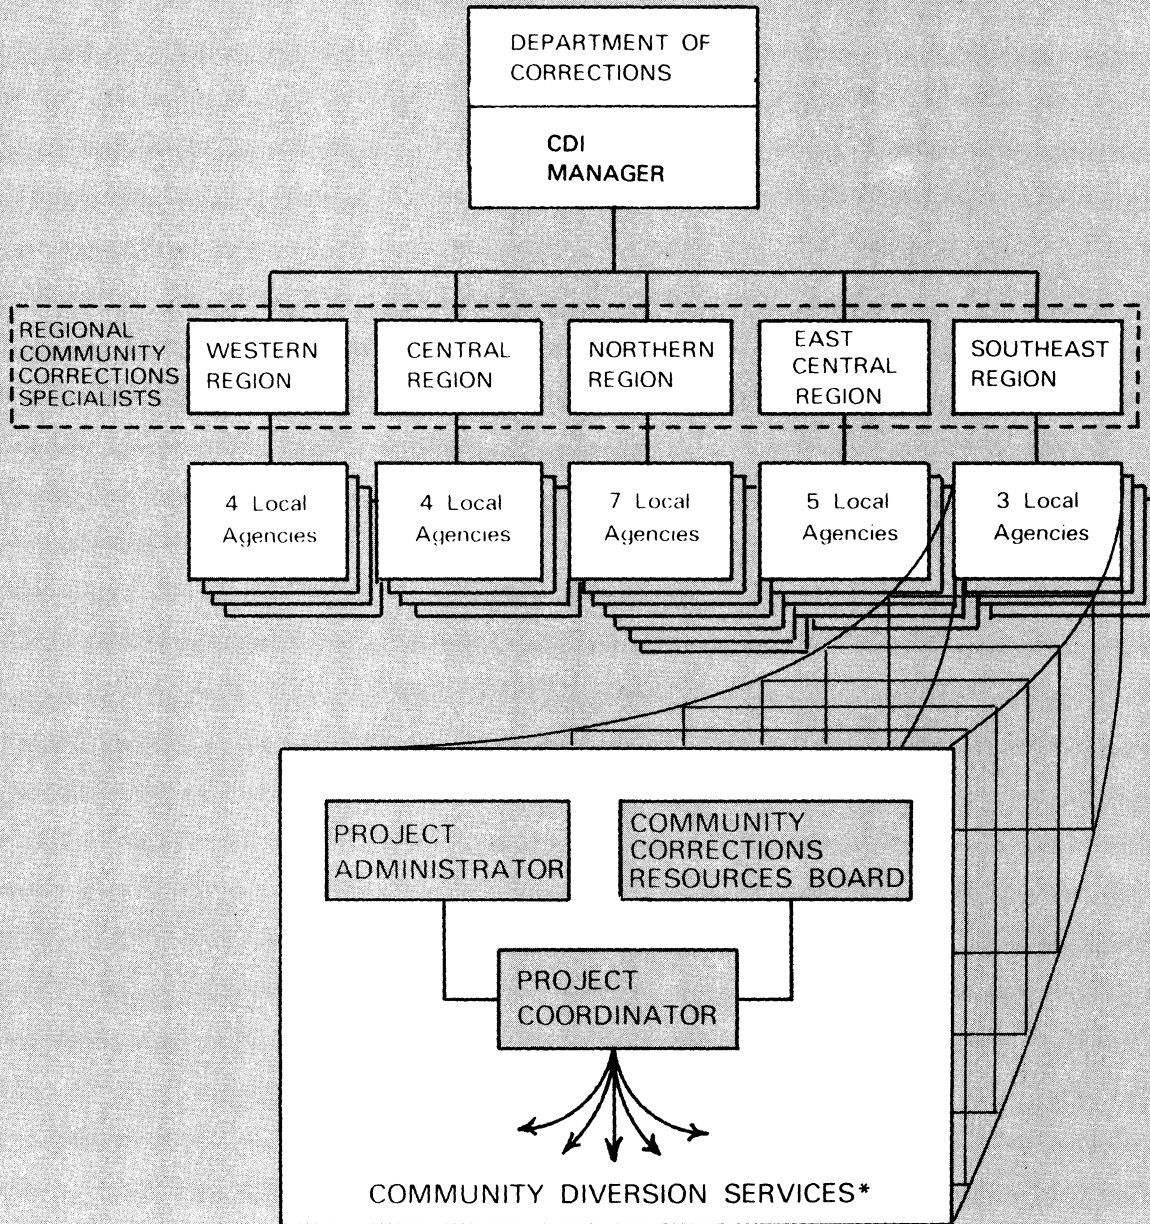 DEPARTMENT OF
CORRECTIONS
CDI
MANAGER
REGIONAL
COMMUNITY
CORRECTIONS
SPECIALISTS
WESTERN
REGION
CENTRAL
REGION
NORTHERN
REGION
EAST
CENTRAL
REGION
SOUTHEAST
REGION
4 Local
Agencies
4 Local
Agencies
7 Local
Agencies
5 Local
Agencies
3 Local
Agencies
PROJECT
ADMINISTRATOR
COMMUNITY
CORRECTIONS
RESOURCES BOARD
PROJECT
COORDINATOR
COMMUNITY DIVERSION SERVICES*